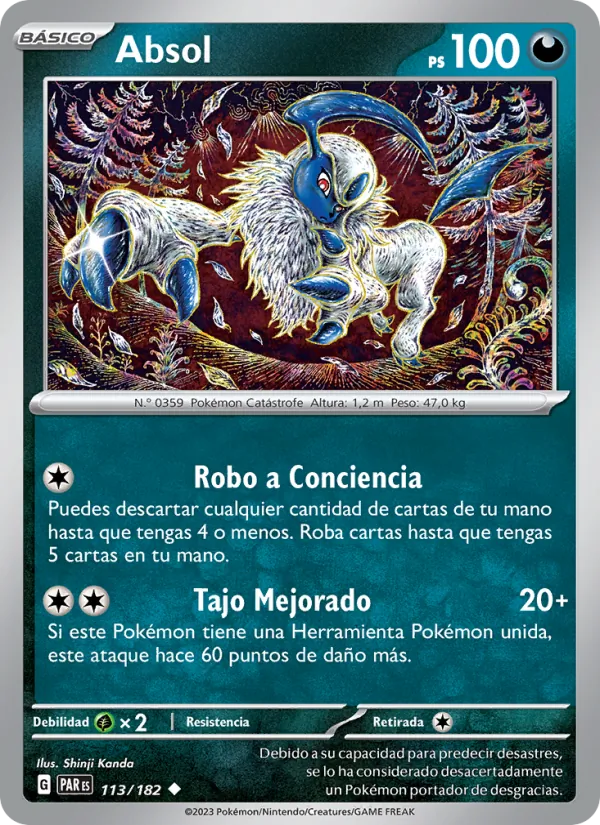 BÁSICO
Absol
PS 100
N.º 0359 Pokémon Catástrofe Altura: 1,2 m Peso: 47,0 kg
Robo a Conciencia
Puedes descartar cualquier cantidad de cartas de tu mano
hasta que tengas 4 o menos. Roba cartas hasta que tengas
5 cartas en tu mano.
Tajo Mejorado 20+
Si este Pokémon tiene una Herramienta Pokémon unida,
este ataque hace 60 puntos de daño más.
Debilidad ×2 Resistencia Retirada
Ilus. Shinji Kanda
Debido a su capacidad para predecir desastres,
se lo ha considerado desacertadamente
un Pokémon portador de desgracias.
G PAR ES 113/182
©2023 Pokémon/Nintendo/Creatures/GAME FREAK